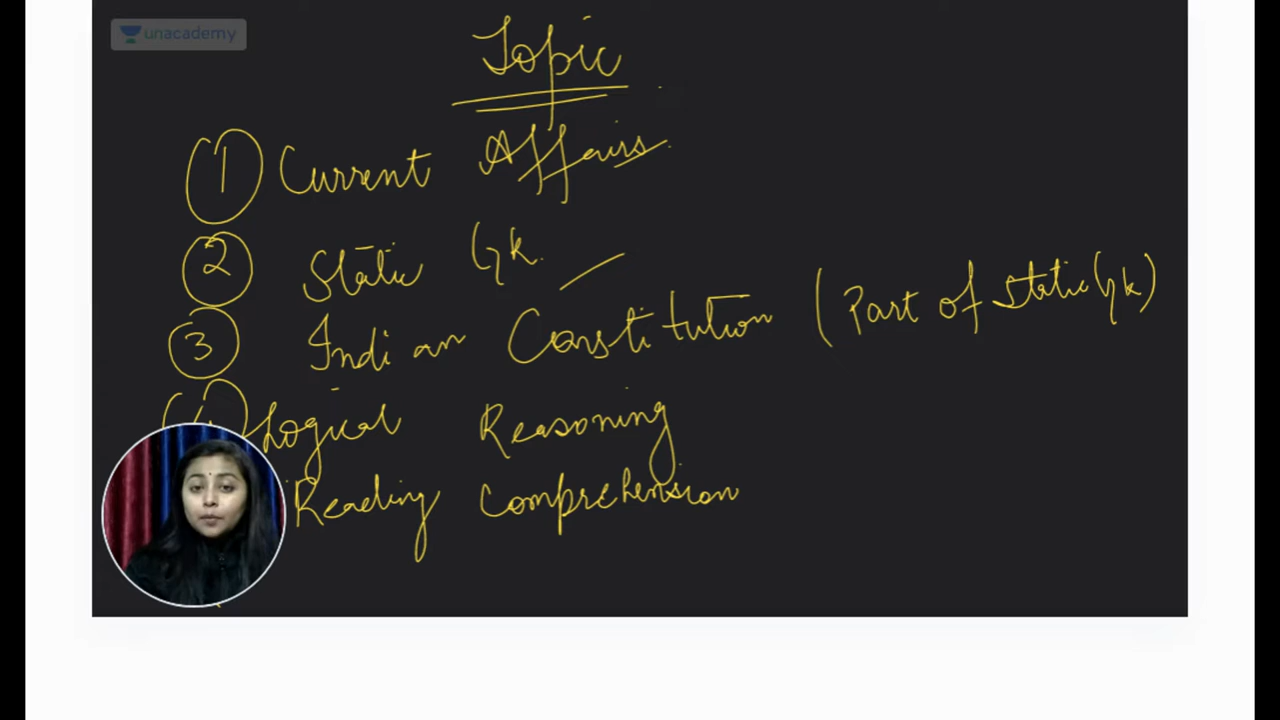 unacademy
Topic
1 Current Affairs
2 Static Gk.
3 Indian Constitution (Part of Static Gk)
4 Logical Reasoning
Reading Comprehension